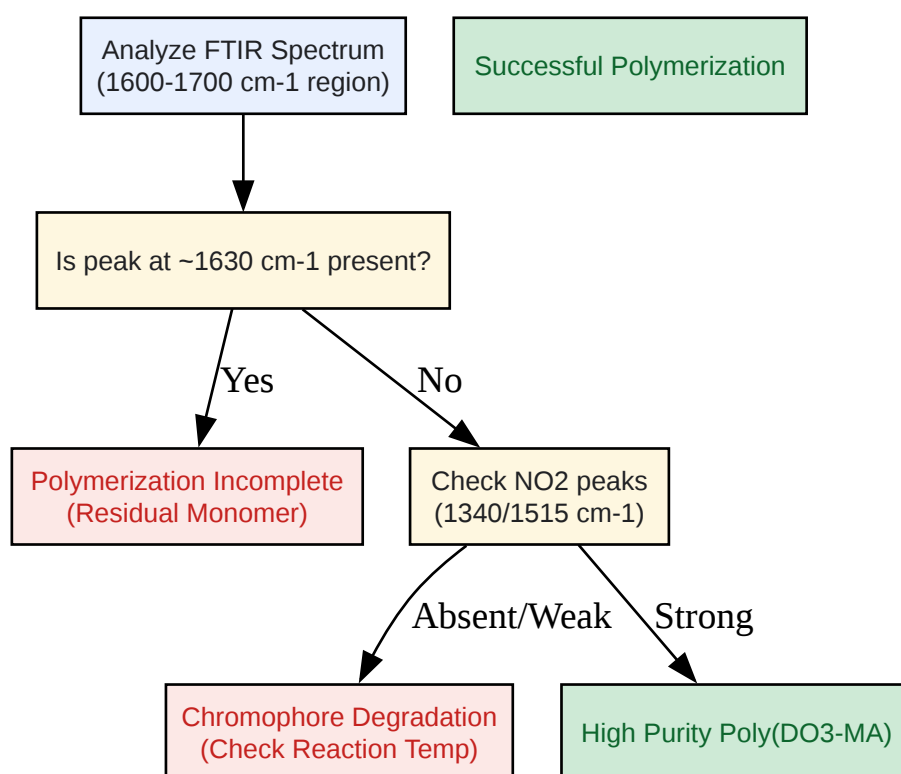 Analyze FTIR Spectrum
(1600-1700 cm-1 region)
Successful Polymerization
Is peak at ~1630 cm-1 present?
Yes
No
Polymerization Incomplete
(Residual Monomer)
Check NO2 peaks
(1340/1515 cm-1)
Absent/Weak
Strong
Chromophore Degradation
(Check Reaction Temp)
High Purity Poly(DO3-MA)